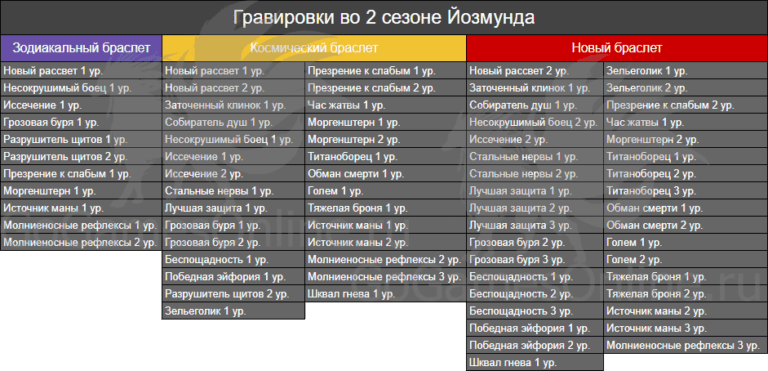 Гравировки во 2 сезоне Йозмунда
Зодиакальный браслет
Новый рассвет 1 ур.
Несокрушимый боец 1 ур.
Иссечение 1 ур.
Грозовая буря 1 ур.
Разрушитель щитов 1 ур.
Разрушитель щитов 2 ур.
Презрение к слабым 1 ур.
Моргенштерн 1 ур.
Источник маны 1 ур.
Молниеносные рефлексы 1 ур.
Молниеносные рефлексы 2 ур.
Космический браслет
Новый рассвет 1 ур.
Новый рассвет 2 ур.
Заточенный клинок 1 ур.
Собиратель душ 1 ур.
Несокрушимый боец 1 ур.
Иссечение 1 ур.
Иссечение 2 ур.
Стальные нервы 1 ур.
Лучшая защита 1 ур.
Грозовая буря 1 ур.
Грозовая буря 2 ур.
Беспощадность 1 ур.
Победная эйфория 1 ур.
Разрушитель щитов 2 ур.
Зельеголик 1 ур.
Презрение к слабым 1 ур.
Презрение к слабым 2 ур.
Час жатвы 1 ур.
Моргенштерн 1 ур.
Моргенштерн 2 ур.
Титаноборец 1 ур.
Обман смерти 1 ур.
Голем 1 ур.
Тяжелая броня 1 ур.
Источник маны 1 ур.
Источник маны 2 ур.
Молниеносные рефлексы 2 ур.
Молниеносные рефлексы 3 ур.
Шквал гнева 1 ур.
Новый браслет
Новый рассвет 2 ур.
Заточенный клинок 1 ур.
Собиратель душ 1 ур.
Несокрушимый боец 2 ур.
Иссечение 2 ур.
Стальные нервы 1 ур.
Стальные нервы 2 ур.
Лучшая защита 1 ур.
Лучшая защита 2 ур.
Лучшая защита 3 ур.
Грозовая буря 2 ур.
Грозовая буря 3 ур.
Беспощадность 1 ур.
Беспощадность 2 ур.
Беспощадность 3 ур.
Победная эйфория 1 ур.
Победная эйфория 2 ур.
Шквал гнева 1 ур.
Зельеголик 1 ур.
Зельеголик 2 ур.
Презрение к слабым 2 ур.
Час жатвы 1 ур.
Моргенштерн 2 ур.
Титаноборец 1 ур.
Титаноборец 2 ур.
Титаноборец 3 ур.
Обман смерти 1 ур.
Обман смерти 2 ур.
Голем 1 ур.
Голем 2 ур.
Тяжелая броня 1 ур.
Тяжелая броня 2 ур.
Источник маны 2 ур.
Источник маны 3 ур.
Молниеносные рефлексы 3 ур.